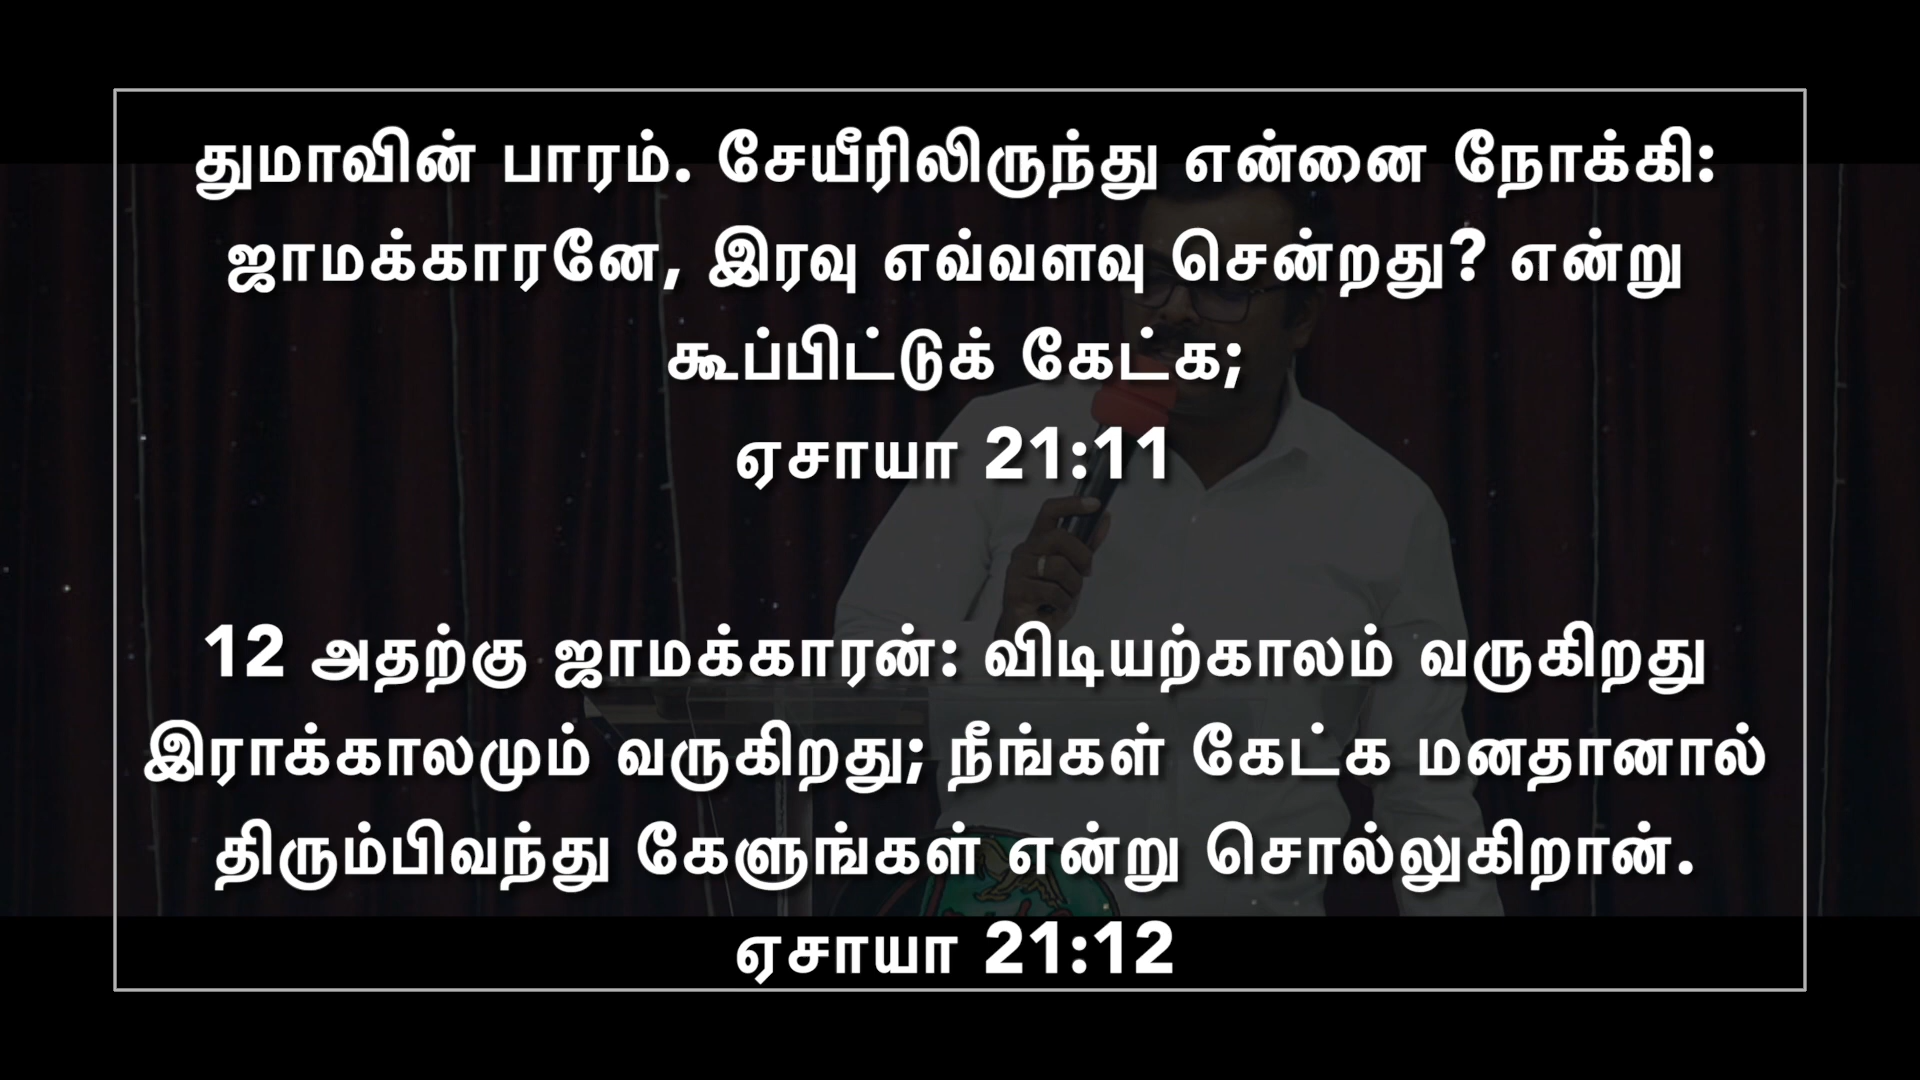 துமாவின் பாரம். சேயீரிலிருந்து என்னை நோக்கி:
ஜாமக்காரனே, இரவு எவ்வளவு சென்றது? என்று
கூப்பிட்டுக் கேட்க;
ஏசாயா 21:11
12 அதற்கு ஜாமக்காரன்: விடியற்காலம் வருகிறது
இராக்காலமும் வருகிறது; நீங்கள் கேட்க மனதானால்
திரும்பிவந்து கேளுங்கள் என்று சொல்லுகிறான்.
ஏசாயா 21:12